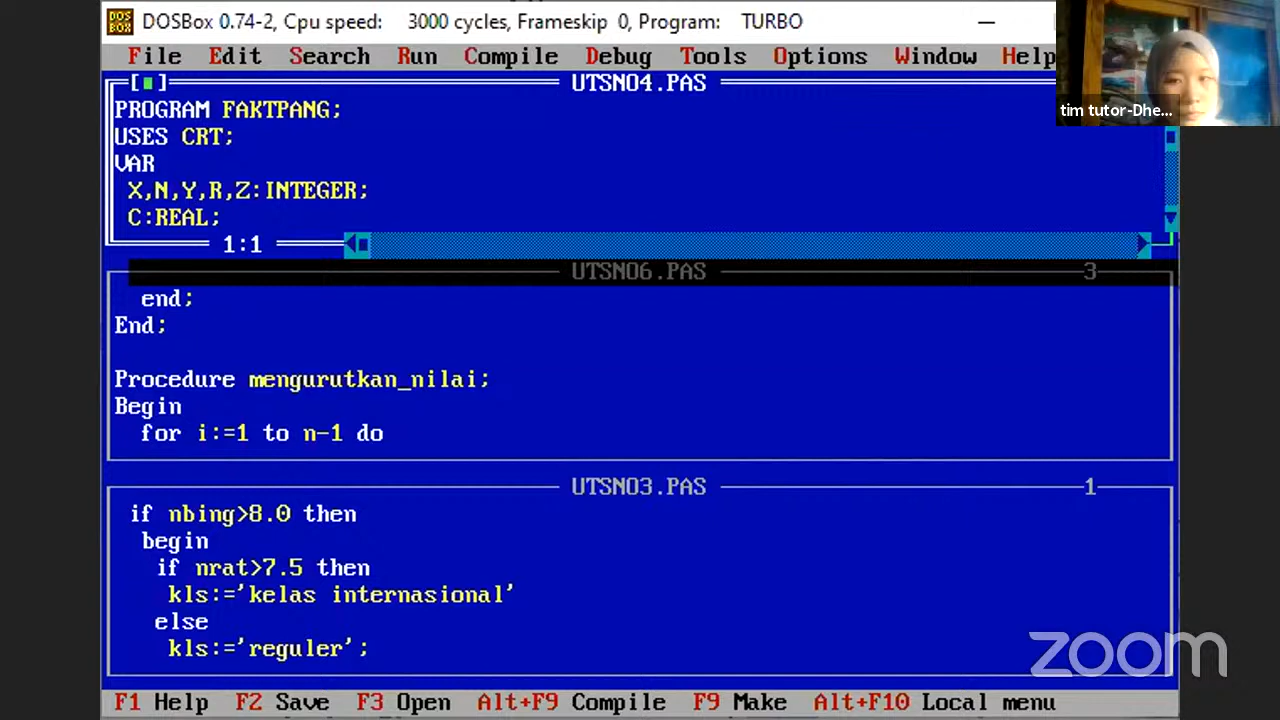 DOSBox 0.74-2, Cpu speed: 3000 cycles, Frameskip 0, Program: TURBO
File Edit Search Run Compile Debug Tools Options Window Help
tim tutor-Dhe...
UTSNO4.PAS
PROGRAM FAKTPANG;
USES CRT;
VAR
X,N,Y,R,Z:INTEGER;
C:REAL;
1:1
UTSNO6.PAS 3
end;
End;
Procedure mengurutkan_nilai;
Begin
for i:=1 to n-1 do
UTSNO3.PAS 1
if nbing>8.0 then
begin
if nrat>7.5 then
kls:='kelas internasional'
else
kls:='reguler';
zoom
F1 Help F2 Save F3 Open Alt+F9 Compile F9 Make Alt+F10 Local menu